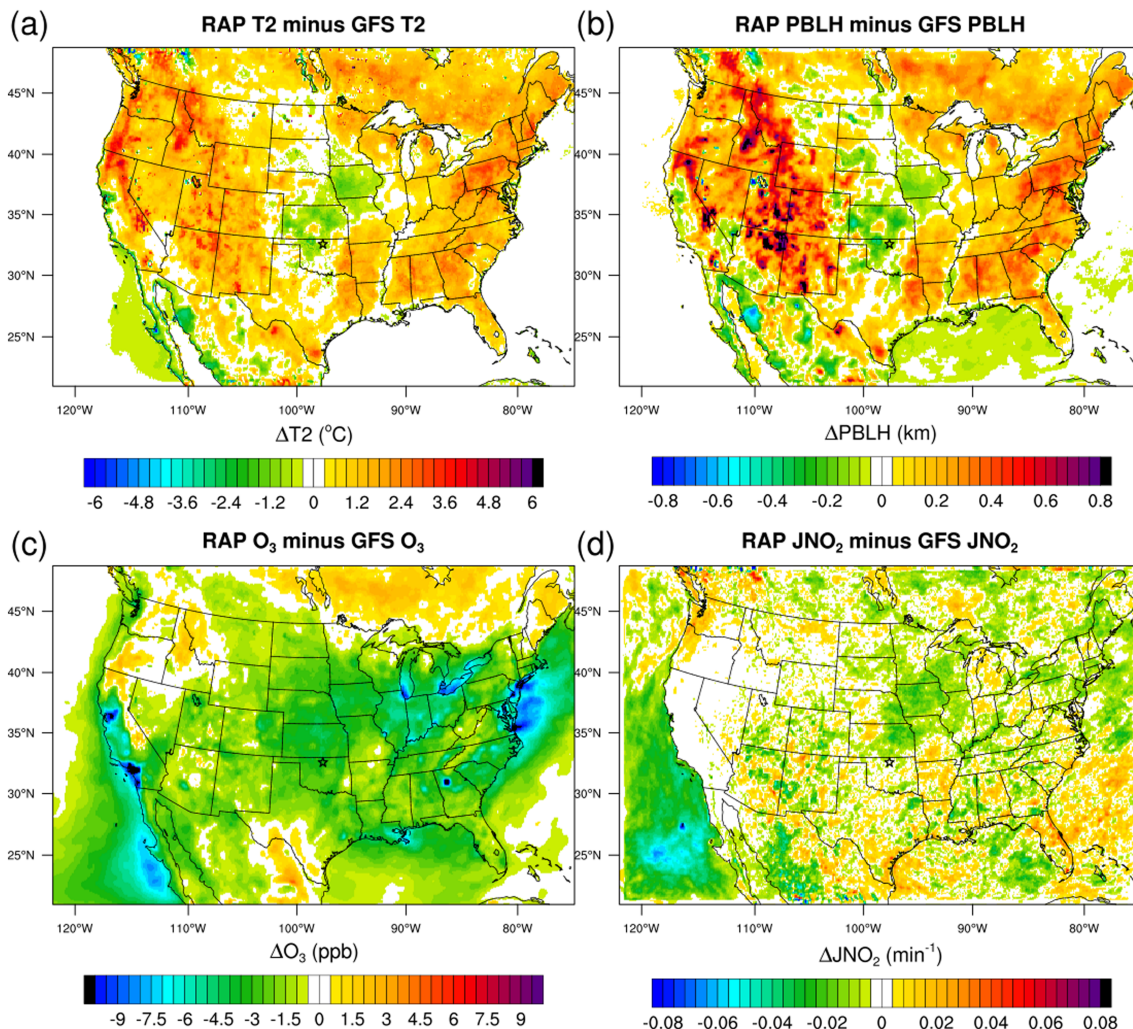 (a) RAP T2 minus GFS T2
(b) RAP PBLH minus GFS PBLH
45°N
40°N
35°N
30°N
25°N
120°W 110°W 100°W 90°W 80°W
ΔT2 (°C)
-6 -4.8 -3.6 -2.4 -1.2 0 1.2 2.4 3.6 4.8 6
45°N
40°N
35°N
30°N
25°N
120°W 110°W 100°W 90°W 80°W
ΔPBLH (km)
-0.8 -0.6 -0.4 -0.2 0 0.2 0.4 0.6 0.8
(c) RAP O₃ minus GFS O₃
(d) RAP JNO₂ minus GFS JNO₂
45°N
40°N
35°N
30°N
25°N
120°W 110°W 100°W 90°W 80°W
ΔO₃ (ppb)
-9 -7.5 -6 -4.5 -3 -1.5 0 1.5 3 4.5 6 7.5 9
45°N
40°N
35°N
30°N
25°N
120°W 110°W 100°W 90°W 80°W
ΔJNO₂ (min⁻¹)
-0.08 -0.06 -0.04 -0.02 0 0.02 0.04 0.06 0.08